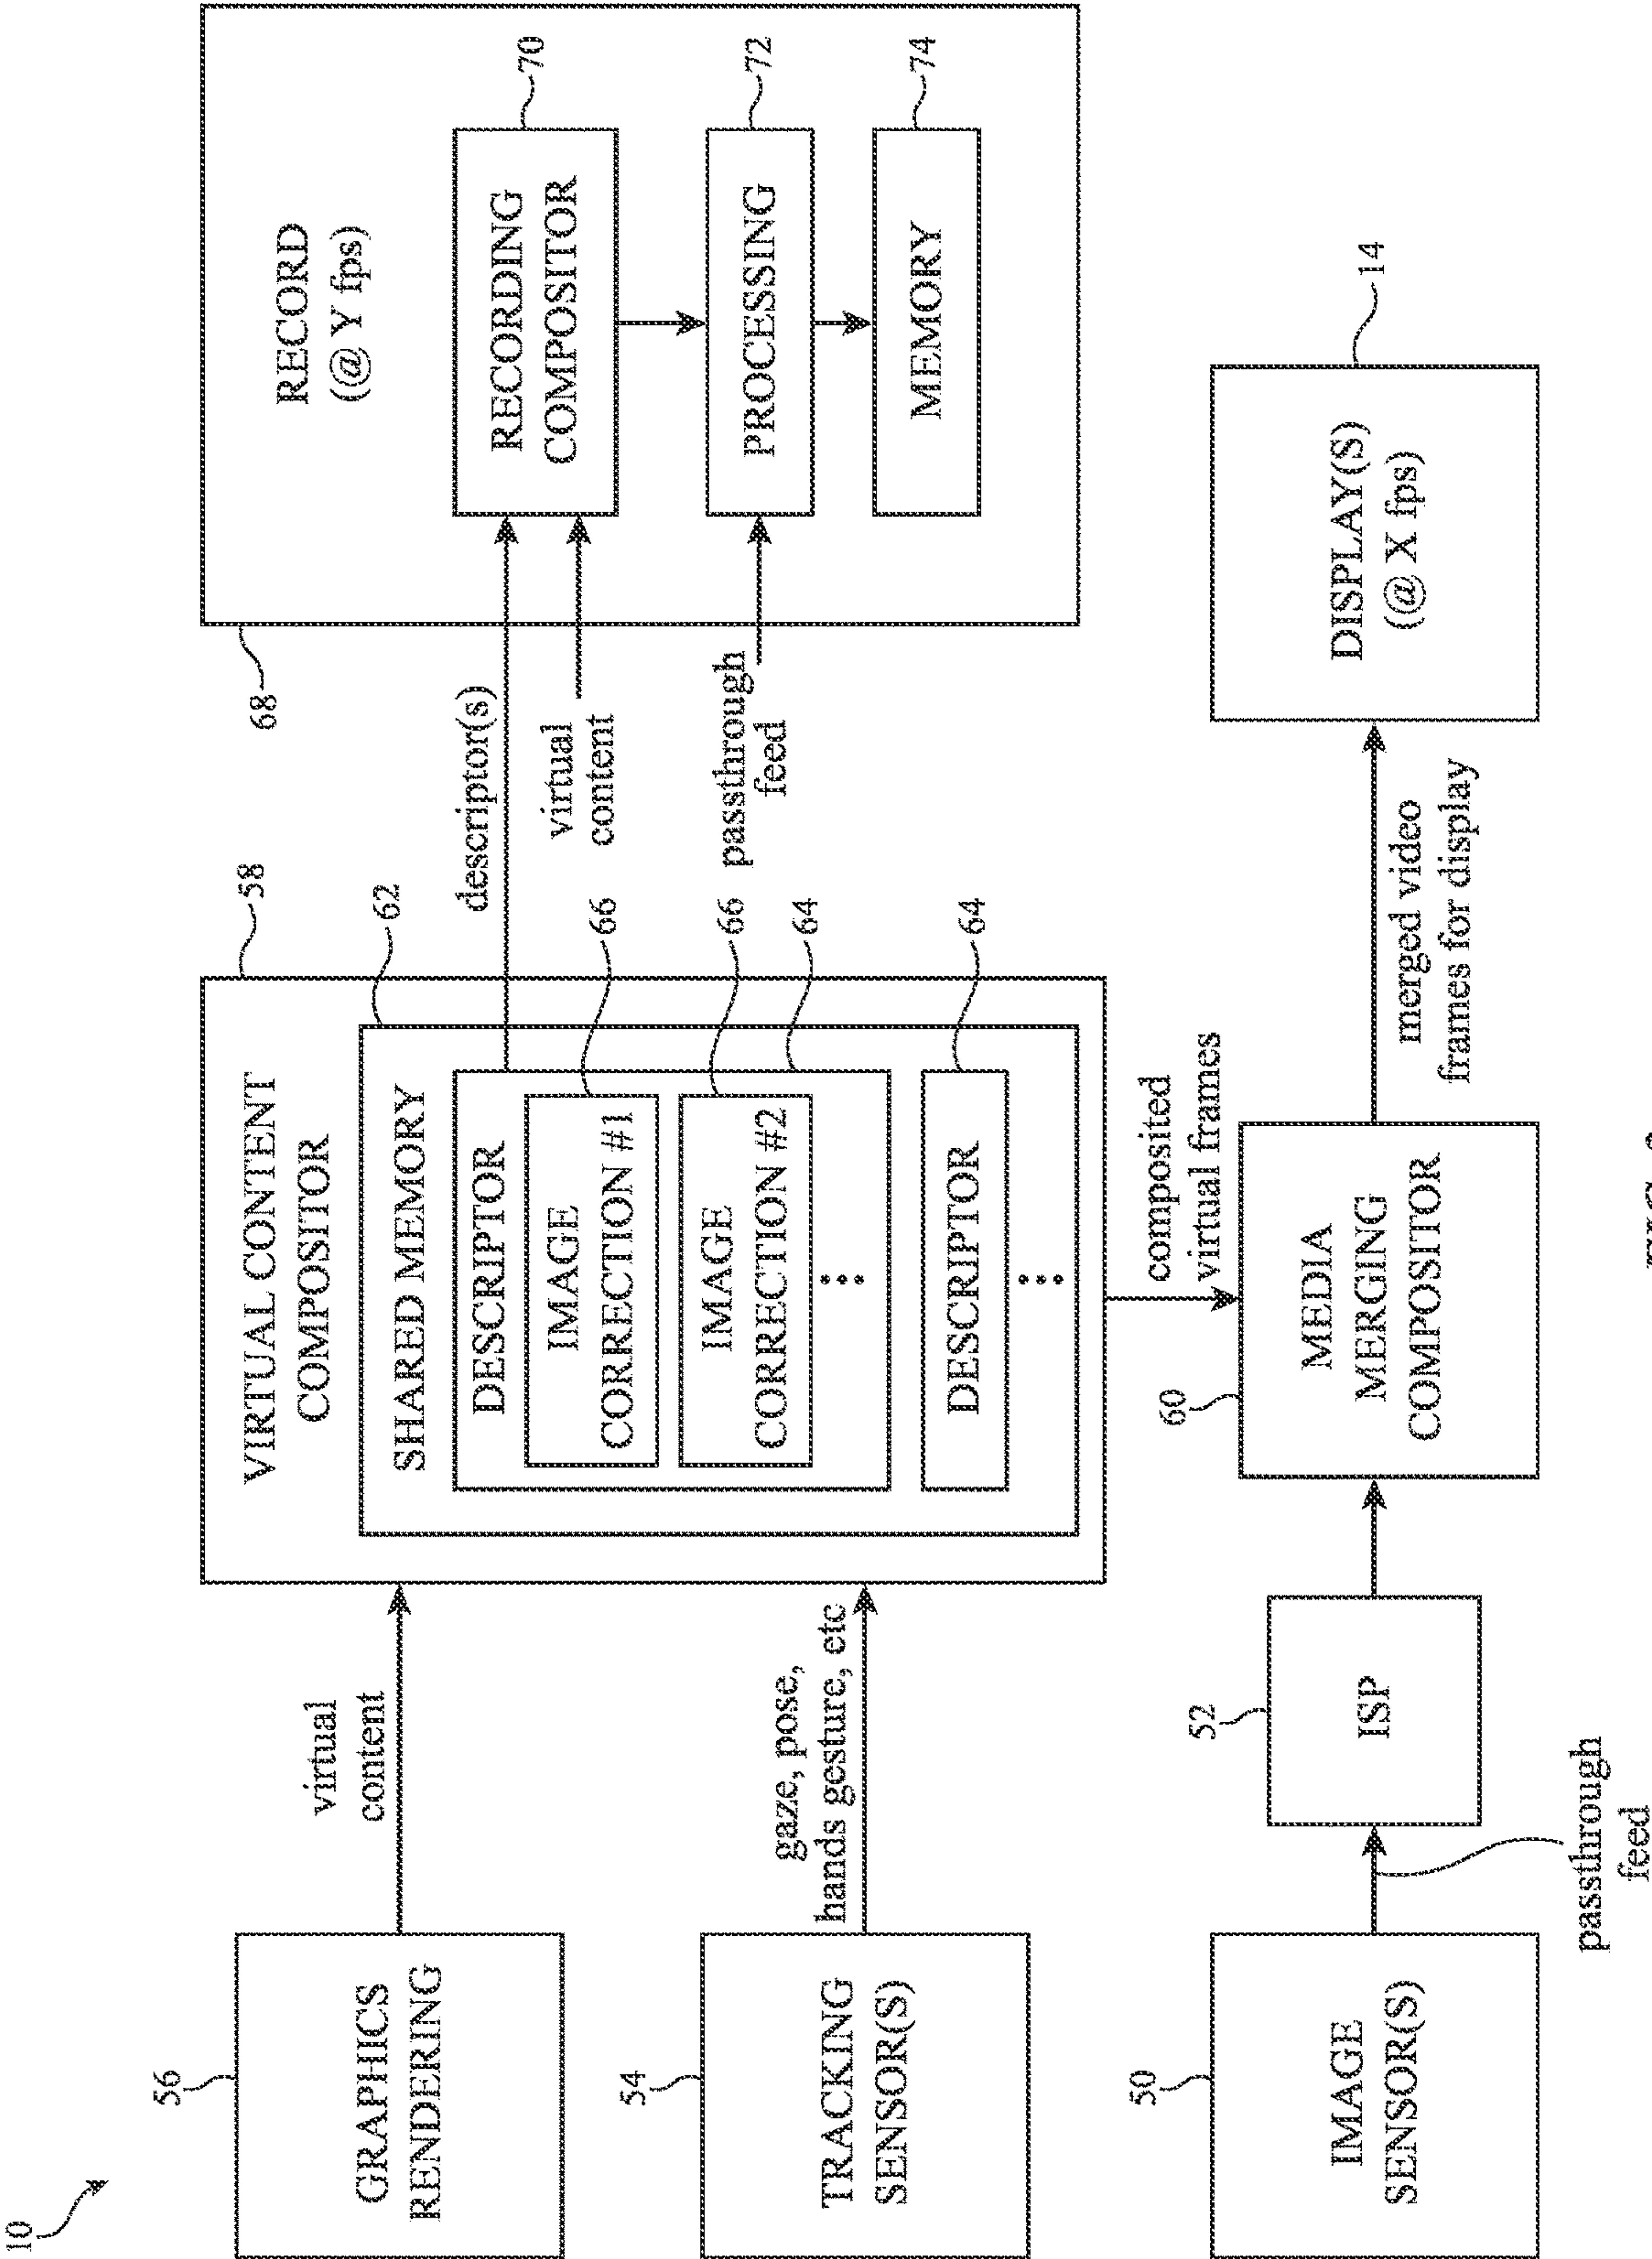 10
56
GRAPHICS
RENDERING
virtual
content
54
TRACKING
SENSOR(S)
gaze, pose,
hands gesture, etc
50
IMAGE
SENSOR(S)
passthrough
feed
52
ISP
58
VIRTUAL CONTENT
COMPOSITOR
62
SHARED MEMORY
DESCRIPTOR
IMAGE
CORRECTION #1
66
IMAGE
CORRECTION #2
66
64
DESCRIPTOR
64
composited
virtual frames
60
MEDIA
MERGING
COMPOSITOR
merged video
frames for display
14
DISPLAY(S)
(@ X fps)
68
RECORD
(@ Y fps)
descriptor(s)
virtual
content
passthrough
feed
70
RECORDING
COMPOSITOR
72
PROCESSING
74
MEMORY